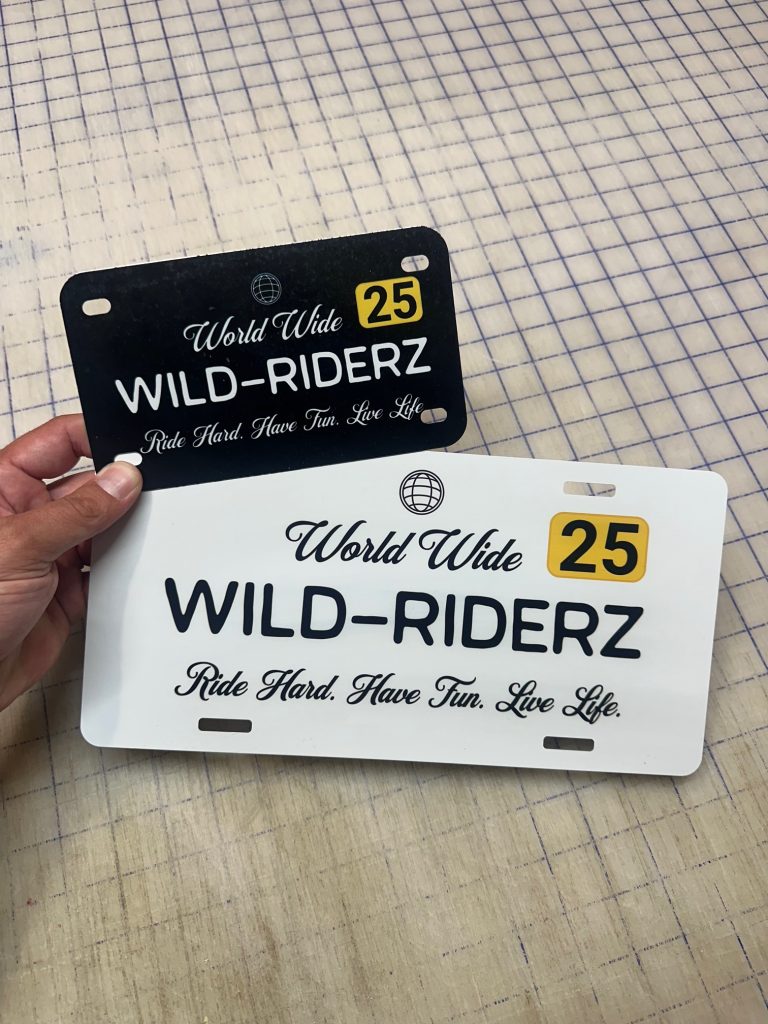 25
World Wide
WILD-RIDERZ
Ride Hard. Have Fun. Live Life
25
World Wide
WILD-RIDERZ
Ride Hard. Have Fun. Live Life.